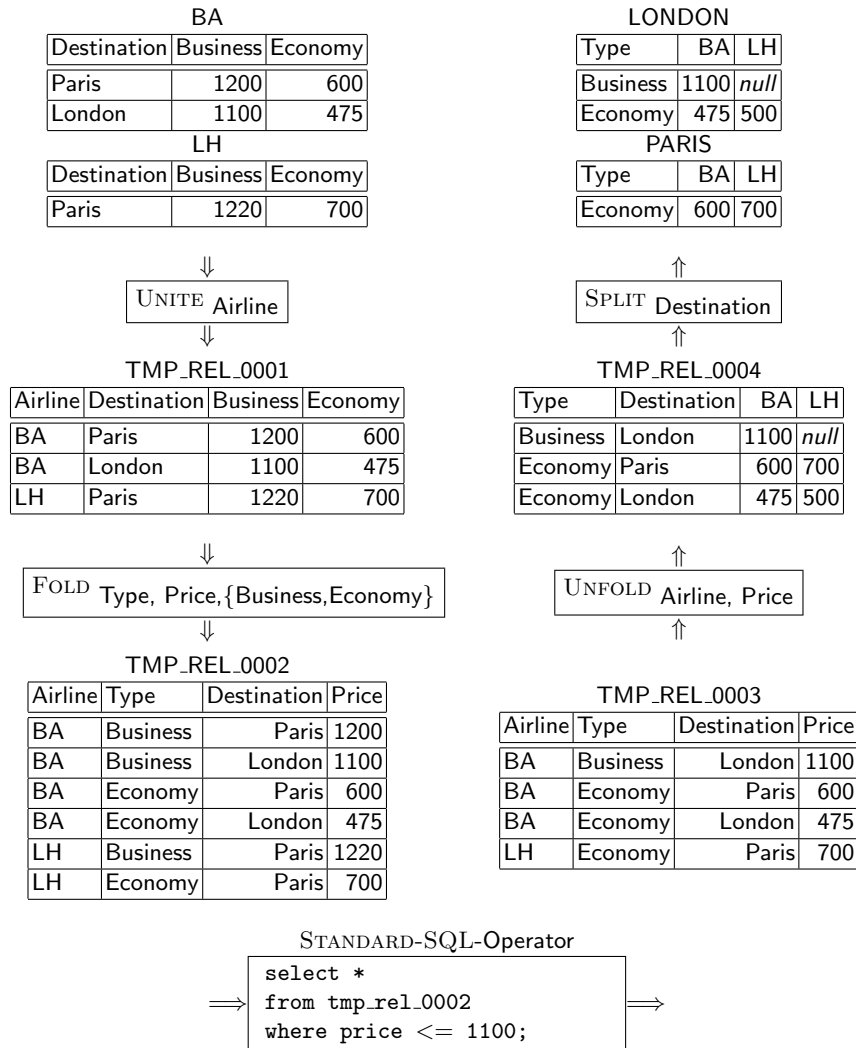 BA
Destination Business Economy
Paris 1200 600
London 1100 475
LH
Destination Business Economy
Paris 1220 700
⇓
UNITE Airline
⇓
TMP_REL_0001
Airline Destination Business Economy
BA Paris 1200 600
BA London 1100 475
LH Paris 1220 700
⇓
FOLD Type, Price,{Business,Economy}
⇓
TMP_REL_0002
Airline Type Destination Price
BA Business Paris 1200
BA Business London 1100
BA Economy Paris 600
BA Economy London 475
LH Business Paris 1220
LH Economy Paris 700
STANDARD-SQL-Operator
⇒ select * ⇒
from tmp_rel_0002
where price <= 1100;
TMP_REL_0003
Airline Type Destination Price
BA Business London 1100
BA Economy Paris 600
BA Economy London 475
LH Economy Paris 700
⇑
UNFOLD Airline, Price
⇑
TMP_REL_0004
Type Destination BA LH
Business London 1100 null
Economy Paris 600 700
Economy London 475 500
⇑
SPLIT Destination
⇑
LONDON
Type BA LH
Business 1100 null
Economy 475 500
PARIS
Type BA LH
Economy 600 700